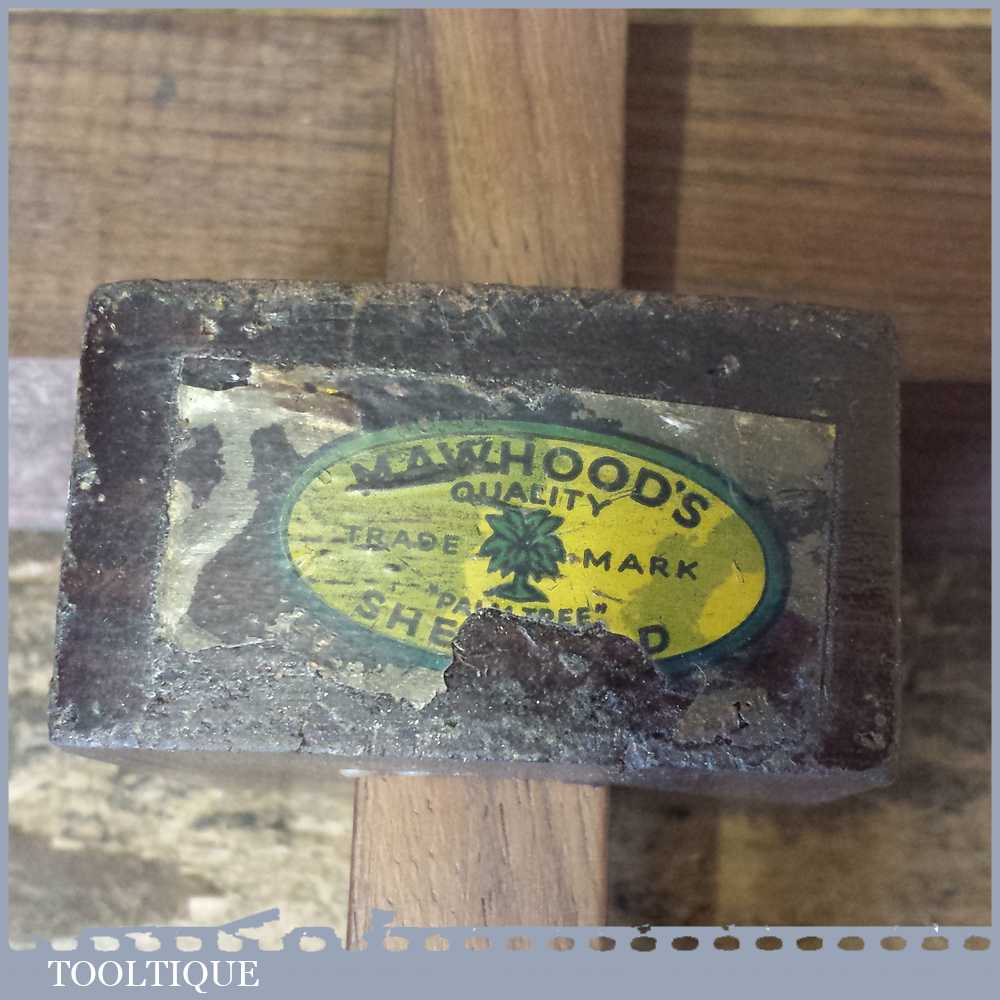 MAWHOOD'S
QUALITY
TRADE MARK
"PALM TREE"
TOOLTIQUE